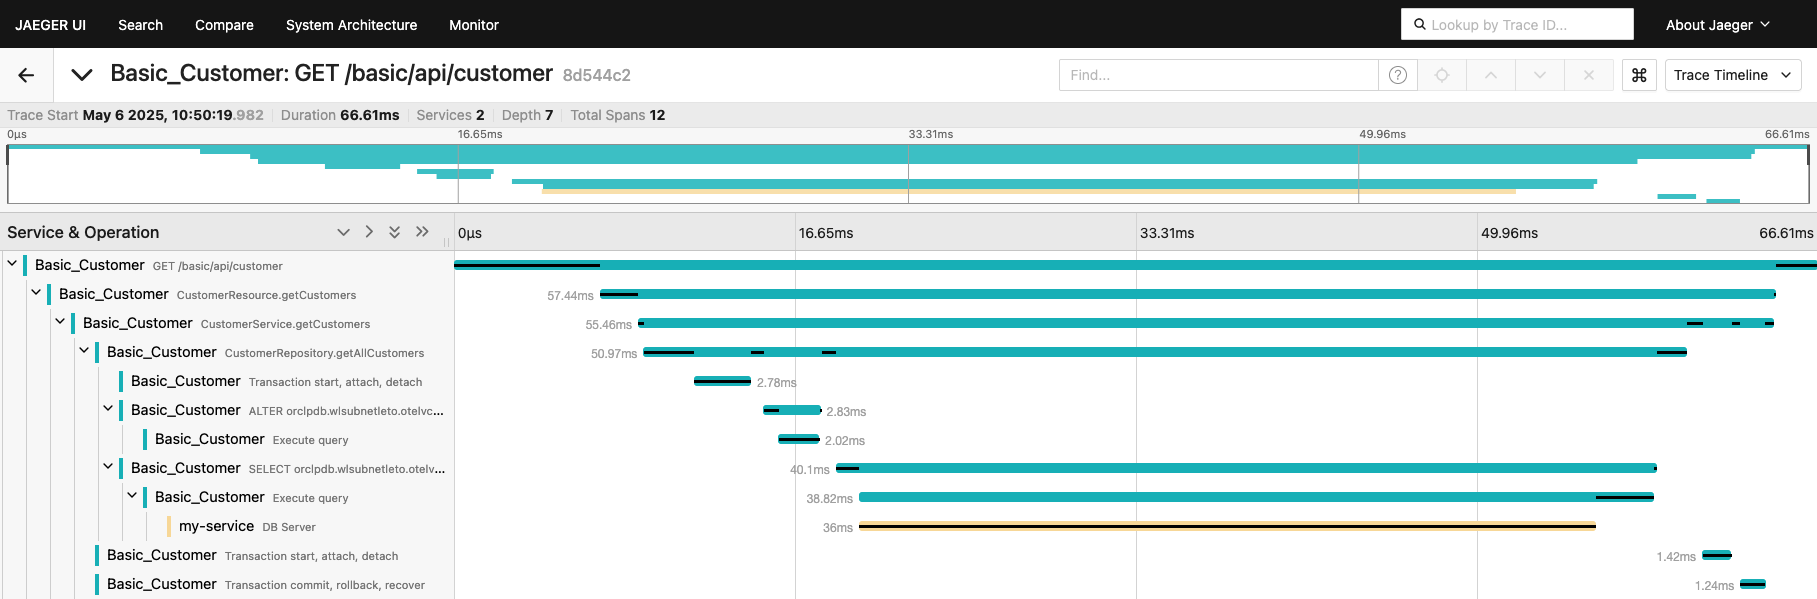 JAEGER UI Search Compare System Architecture Monitor Lookup by Trace ID... About Jaeger
Basic_Customer: GET /basic/api/customer 8d544c2 Find... ? ⌘ Trace Timeline
Trace Start May 6 2025, 10:50:19.982 Duration 66.61ms Services 2 Depth 7 Total Spans 12
0μs 16.65ms 33.31ms 49.96ms 66.61ms
Service & Operation 0μs 16.65ms 33.31ms 49.96ms 66.61ms
Basic_Customer GET /basic/api/customer
Basic_Customer CustomerResource.getCustomers 57.44ms
Basic_Customer CustomerService.getCustomers 55.46ms
Basic_Customer CustomerRepository.getAllCustomers 50.97ms
Basic_Customer Transaction start, attach, detach 2.78ms
Basic_Customer ALTER orclpdb.wlsubnetleto.otelvc... 2.83ms
Basic_Customer Execute query 2.02ms
Basic_Customer SELECT orclpdb.wlsubnetleto.otelv... 40.1ms
Basic_Customer Execute query 38.82ms
my-service DB Server 36ms
Basic_Customer Transaction start, attach, detach 1.42ms
Basic_Customer Transaction commit, rollback, recover 1.24ms